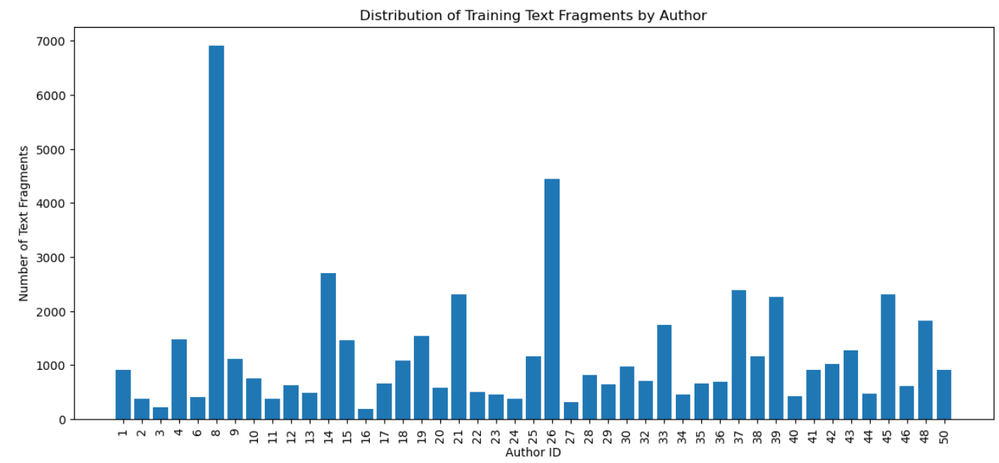 Distribution of Training Text Fragments by Author
Number of Text Fragments
7000
6000
5000
4000
3000
2000
1000
0
1 2 3 4 6 8 9 10 11 12 13 14 15 16 17 18 19 20 21 22 23 24 25 26 27 28 29 30 32 33 34 35 36 37 38 39 40 41 42 43 44 45 46 48 50
Author ID